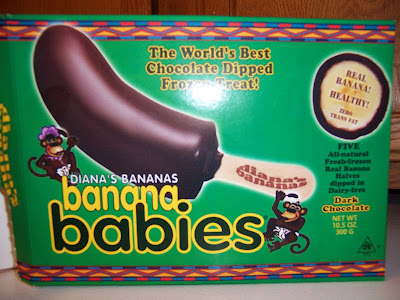 The World's Best
Chocolate Dipped
Frozen Treat!
REAL
BANANA!
HEALTHY!
ZERO
TRANS FAT
FIVE
All-natural
Fresh-frozen
Real Banana
Halves
dipped in
Dairy-free
Dark
Chocolate
NET WT
10.5 OZ.
300 G
diana's
bananas
DIANA'S BANANAS
banana
babies